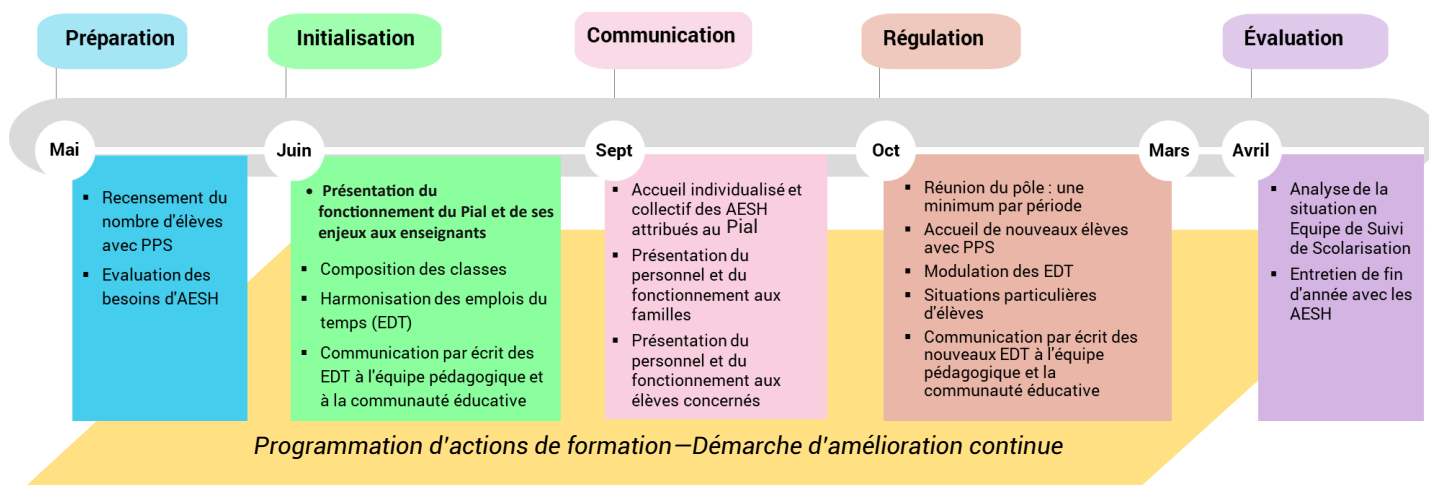 Préparation
Initialisation
Communication
Régulation
Évaluation
Mai
Juin
Sept
Oct
Mars
Avril
▪ Recensement du
nombre d'élèves
avec PPS
▪ Evaluation des
besoins d'AESH
• Présentation du
fonctionnement du Pial et de ses
enjeux aux enseignants
▪ Composition des classes
▪ Harmonisation des emplois du
temps (EDT)
▪ Communication par écrit des
EDT à l'équipe pédagogique et
à la communauté éducative
▪ Accueil individualisé et
collectif des AESH
attribués au Pial
▪ Présentation du
personnel et du
fonctionnement aux
familles
▪ Présentation du
personnel et du
fonctionnement aux
élèves concernés
▪ Réunion du pôle : une
minimum par période
▪ Accueil de nouveaux élèves
avec PPS
▪ Modulation des EDT
▪ Situations particulières
d'élèves
▪ Communication par écrit des
nouveaux EDT à l'équipe
pédagogique et la
communauté éducative
▪ Analyse de la
situation en
Equipe de Suivi
de Scolarisation
▪ Entretien de fin
d'année avec les
AESH
Programmation d'actions de formation—Démarche d'amélioration continue